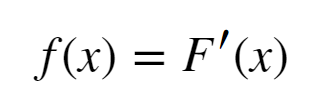 f(x) = F′(x)